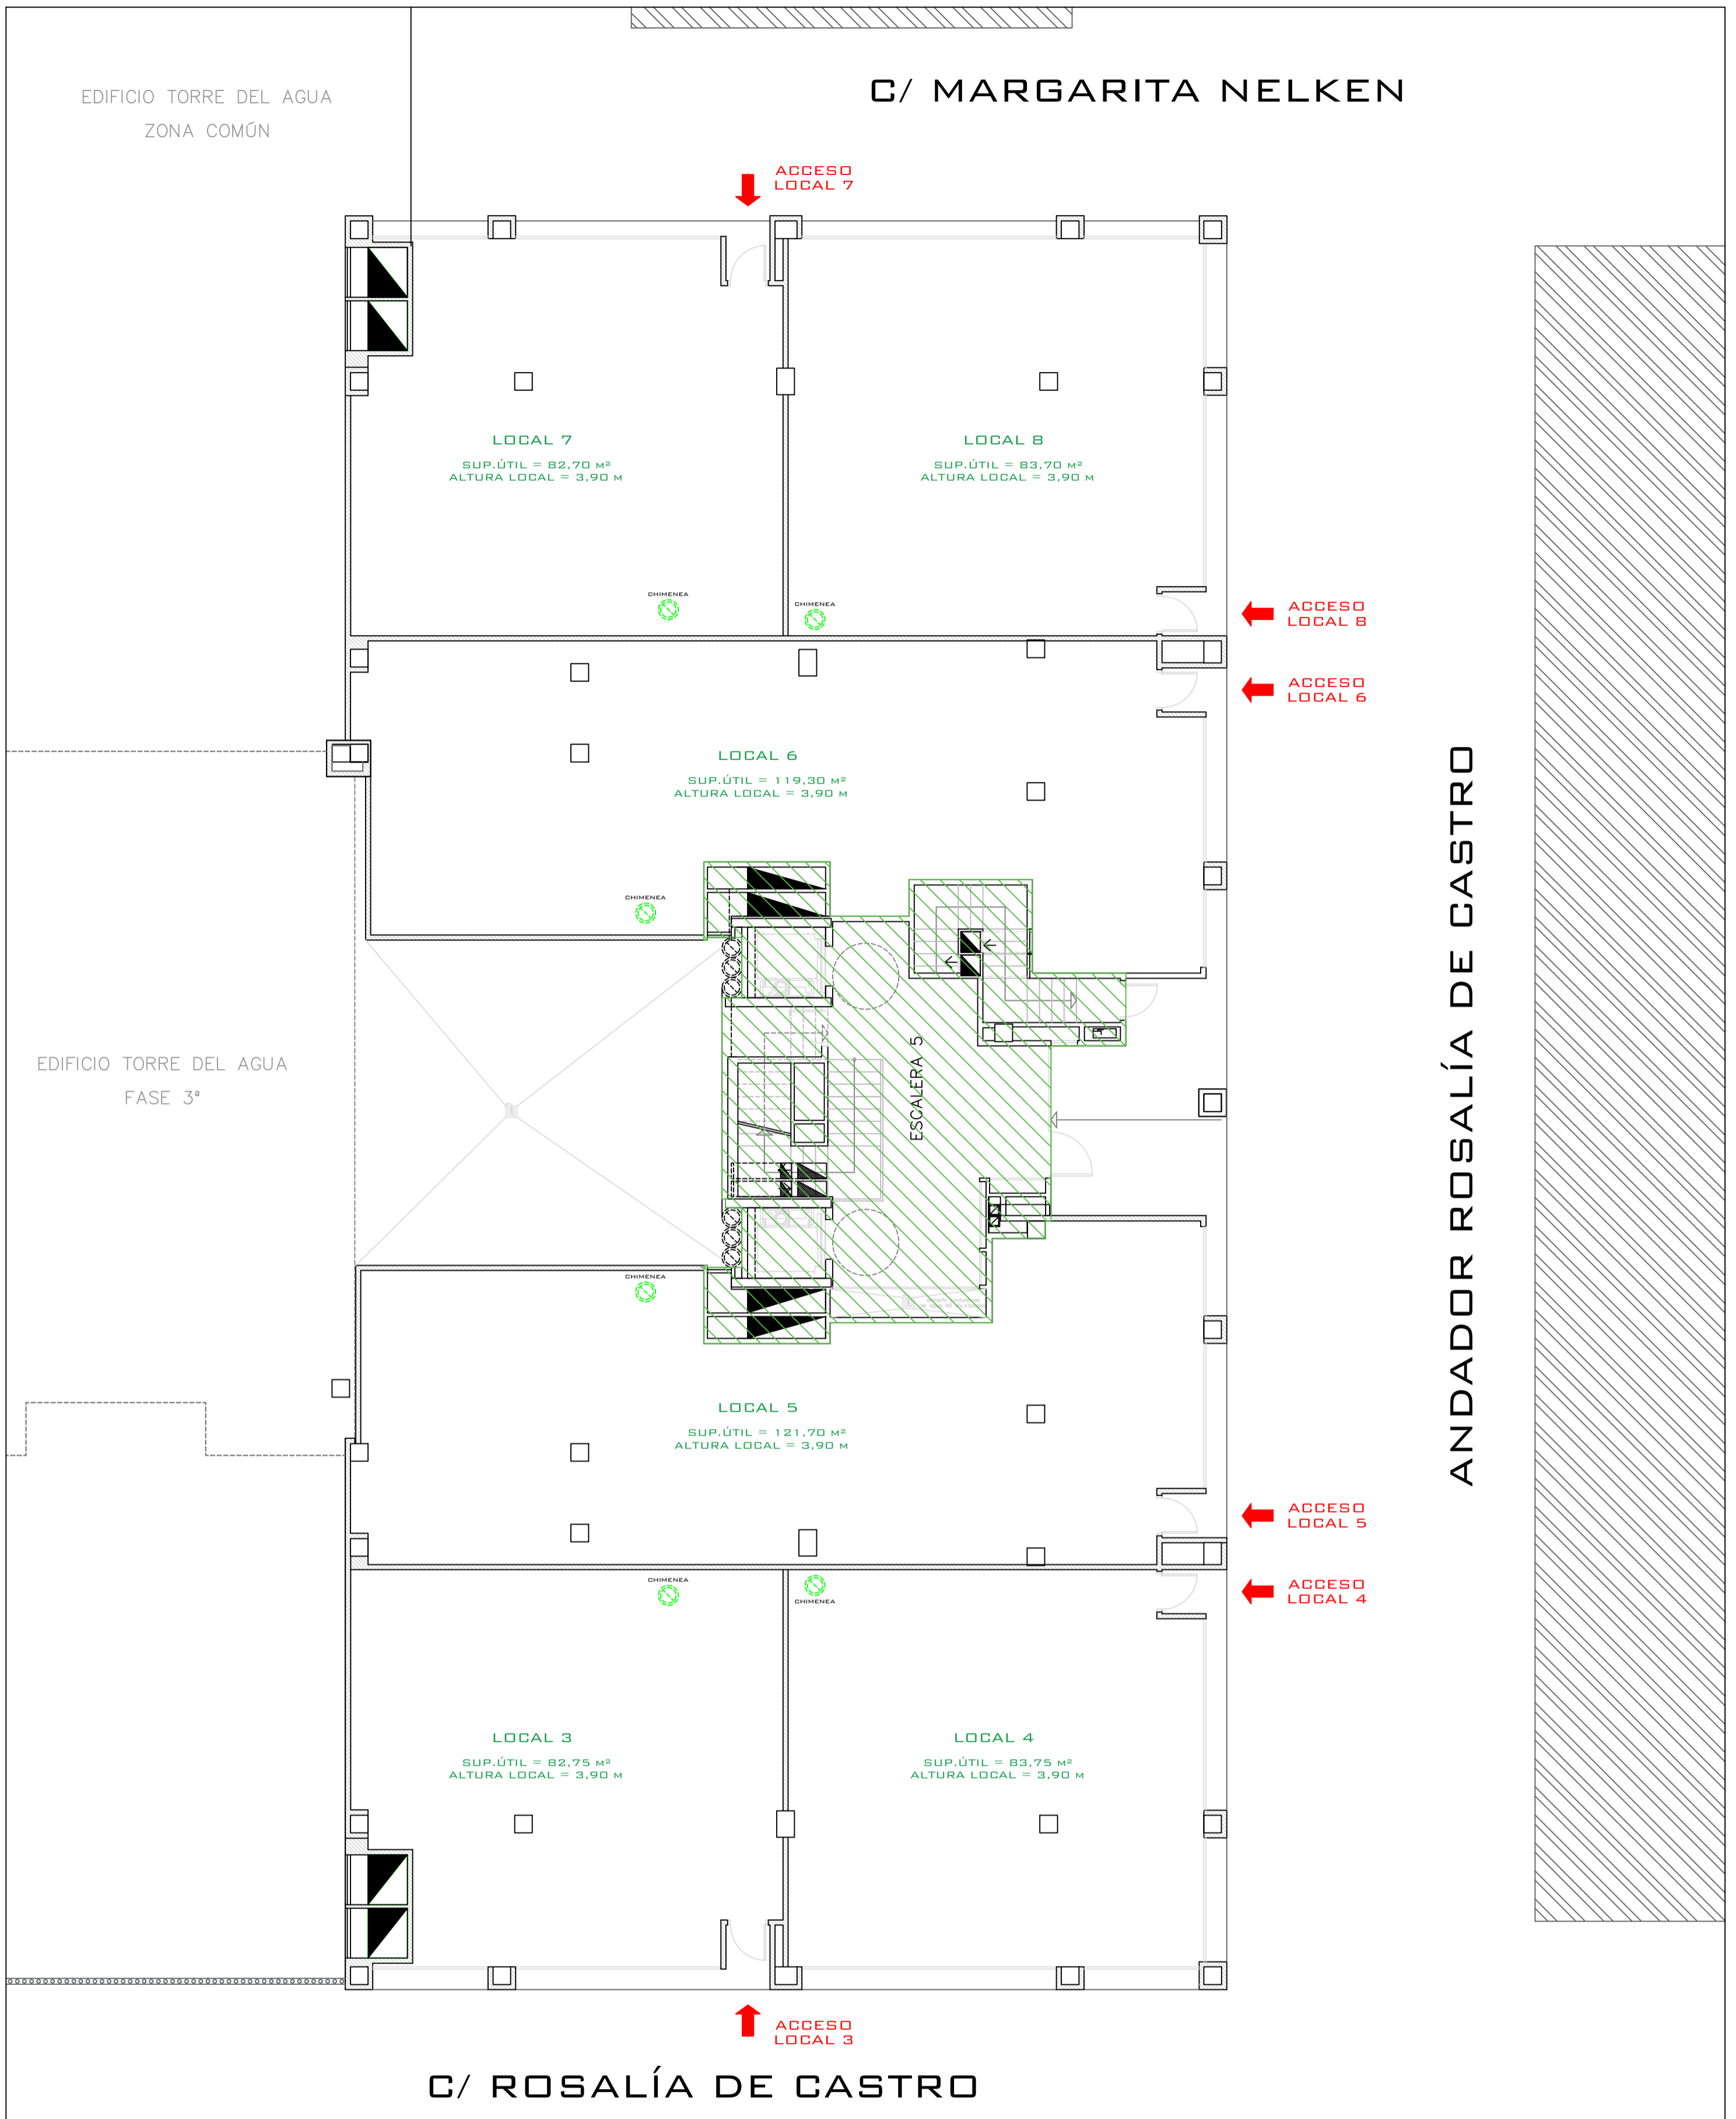 EDIFICIO TORRE DEL AGUA
ZONA COMÚN
C/ MARGARITA NELKEN
ACCESO
LOCAL 7
LOCAL 7
SUP.ÚTIL = 82,70 M²
ALTURA LOCAL = 3,90 M
LOCAL 8
SUP.ÚTIL = 83,70 M²
ALTURA LOCAL = 3,90 M
CHIMENEA
CHIMENEA
ACCESO
LOCAL 8
ACCESO
LOCAL 6
LOCAL 6
SUP.ÚTIL = 119,30 M²
ALTURA LOCAL = 3,90 M
CHIMENEA
ANDADOR ROSALÍA DE CASTRO
EDIFICIO TORRE DEL AGUA
FASE 3ª
ESCALERA 5
CHIMENEA
LOCAL 5
SUP.ÚTIL = 121,70 M²
ALTURA LOCAL = 3,90 M
ACCESO
LOCAL 5
ACCESO
LOCAL 4
CHIMENEA
CHIMENEA
LOCAL 3
SUP.ÚTIL = 82,75 M²
ALTURA LOCAL = 3,90 M
LOCAL 4
SUP.ÚTIL = 83,75 M²
ALTURA LOCAL = 3,90 M
ACCESO
LOCAL 3
C/ ROSALÍA DE CASTRO